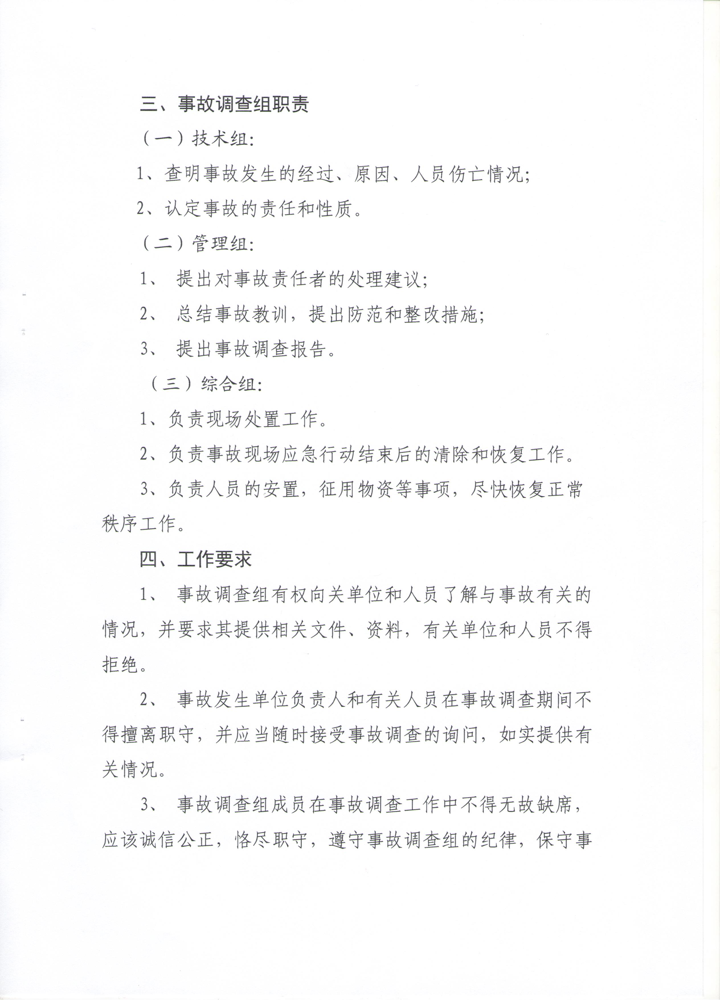 三、事故调查组职责
（一）技术组：
1、查明事故发生的经过、原因、人员伤亡情况；
2、认定事故的责任和性质。
（二）管理组：
1、 提出对事故责任者的处理建议；
2、 总结事故教训，提出防范和整改措施；
3、 提出事故调查报告。
（三）综合组：
1、负责现场处置工作。
2、负责事故现场应急行动结束后的清除和恢复工作。
3、负责人员的安置，征用物资等事项，尽快恢复正常
秩序工作。
四、工作要求
1、 事故调查组有权向关单位和人员了解与事故有关的
情况，并要求其提供相关文件、资料，有关单位和人员不得
拒绝。
2、 事故发生单位负责人和有关人员在事故调查期间不
得擅离职守，并应当随时接受事故调查的询问，如实提供有
关情况。
3、 事故调查组成员在事故调查工作中不得无故缺席，
应该诚信公正，恪尽职守，遵守事故调查组的纪律，保守事